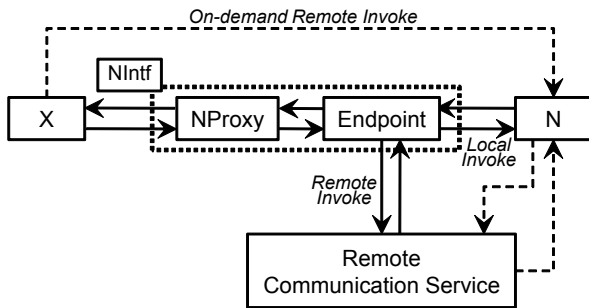 On-demand Remote Invoke
NIntf
X
NProxy
Endpoint
N
Local
Invoke
Remote
Invoke
Remote
Communication Service